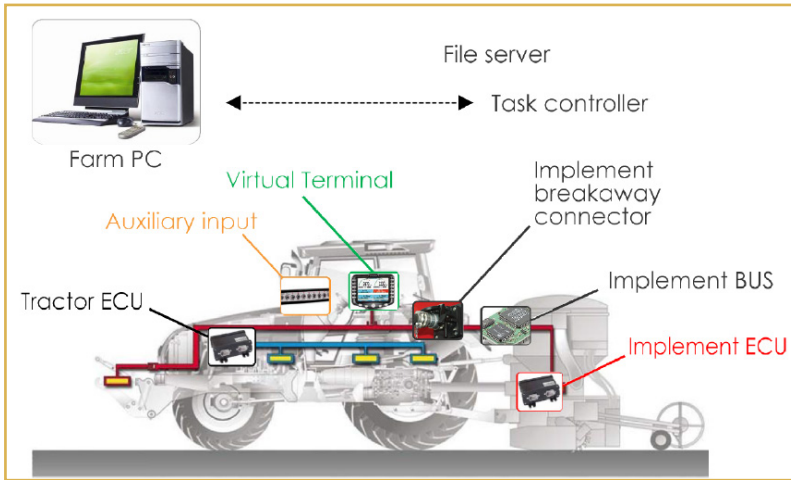 File server
Task controller
Farm PC
Virtual Terminal
Implement
breakaway
connector
Auxiliary input
Tractor ECU
Implement BUS
Implement ECU